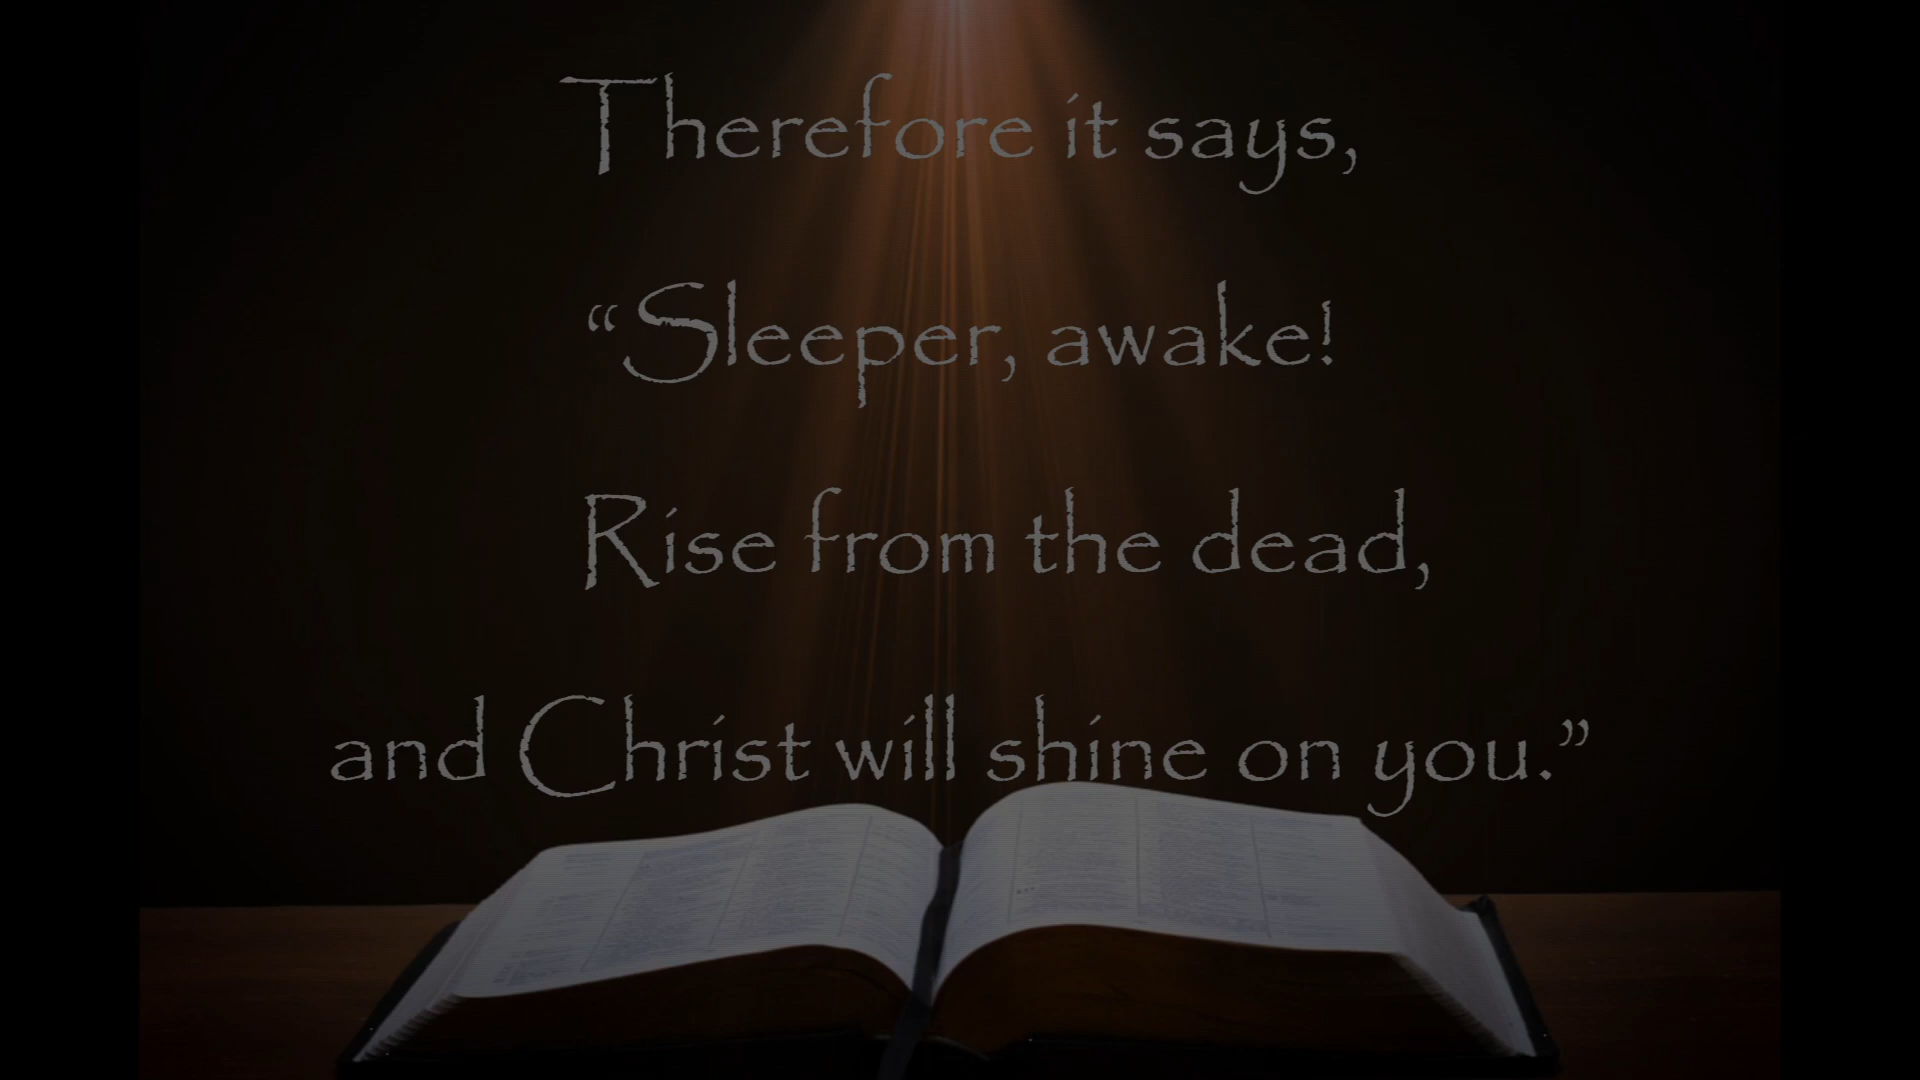 Therefore it says,
“Sleeper, awake!
Rise from the dead,
and Christ will shine on you.”